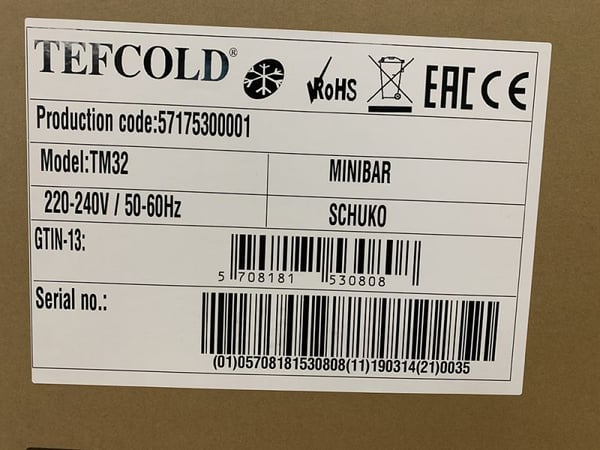 TEFCOLD®
RoHS
EAC CE
Production code:57175300001
Model:TM32
MINIBAR
220-240V / 50-60Hz
SCHUKO
GTIN-13:
5 708181 530808
Serial no.:
(01)05708181530808(11)190314(21)0035